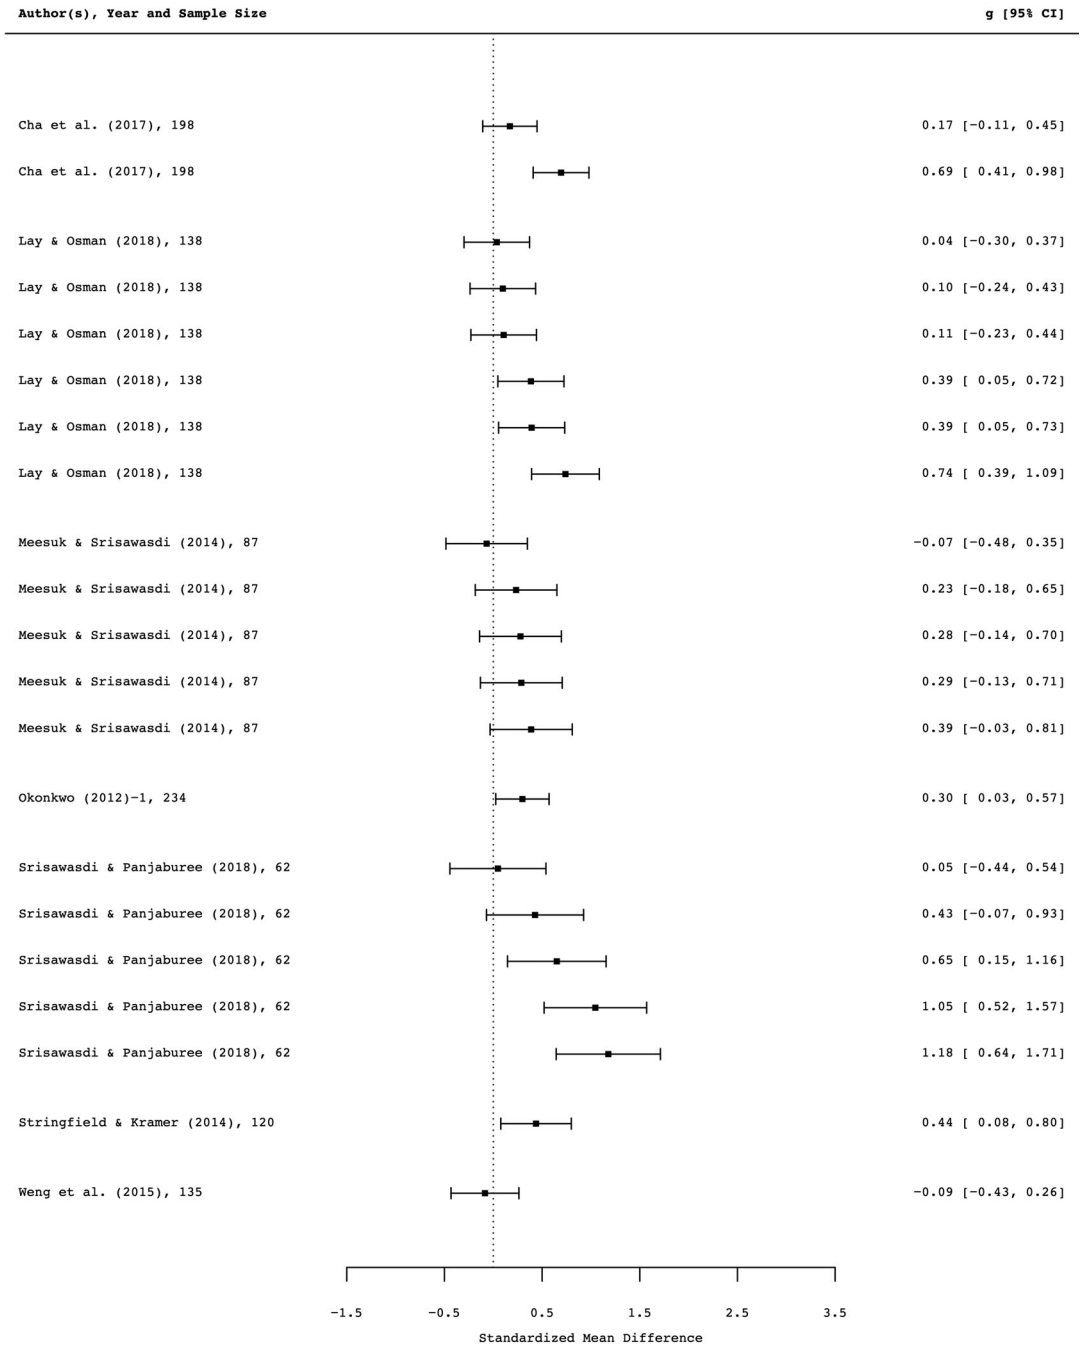 Author(s), Year and Sample Size g [95% CI]
Cha et al. (2017), 198 0.17 [−0.11, 0.45]
Cha et al. (2017), 198 0.69 [ 0.41, 0.98]
Lay & Osman (2018), 138 0.04 [−0.30, 0.37]
Lay & Osman (2018), 138 0.10 [−0.24, 0.43]
Lay & Osman (2018), 138 0.11 [−0.23, 0.44]
Lay & Osman (2018), 138 0.39 [ 0.05, 0.72]
Lay & Osman (2018), 138 0.39 [ 0.05, 0.73]
Lay & Osman (2018), 138 0.74 [ 0.39, 1.09]
Meesuk & Srisawasdi (2014), 87 −0.07 [−0.48, 0.35]
Meesuk & Srisawasdi (2014), 87 0.23 [−0.18, 0.65]
Meesuk & Srisawasdi (2014), 87 0.28 [−0.14, 0.70]
Meesuk & Srisawasdi (2014), 87 0.29 [−0.13, 0.71]
Meesuk & Srisawasdi (2014), 87 0.39 [−0.03, 0.81]
Okonkwo (2012)−1, 234 0.30 [ 0.03, 0.57]
Srisawasdi & Panjaburee (2018), 62 0.05 [−0.44, 0.54]
Srisawasdi & Panjaburee (2018), 62 0.43 [−0.07, 0.93]
Srisawasdi & Panjaburee (2018), 62 0.65 [ 0.15, 1.16]
Srisawasdi & Panjaburee (2018), 62 1.05 [ 0.52, 1.57]
Srisawasdi & Panjaburee (2018), 62 1.18 [ 0.64, 1.71]
Stringfield & Kramer (2014), 120 0.44 [ 0.08, 0.80]
Weng et al. (2015), 135 −0.09 [−0.43, 0.26]
−1.5 −0.5 0.5 1.5 2.5 3.5
Standardized Mean Difference